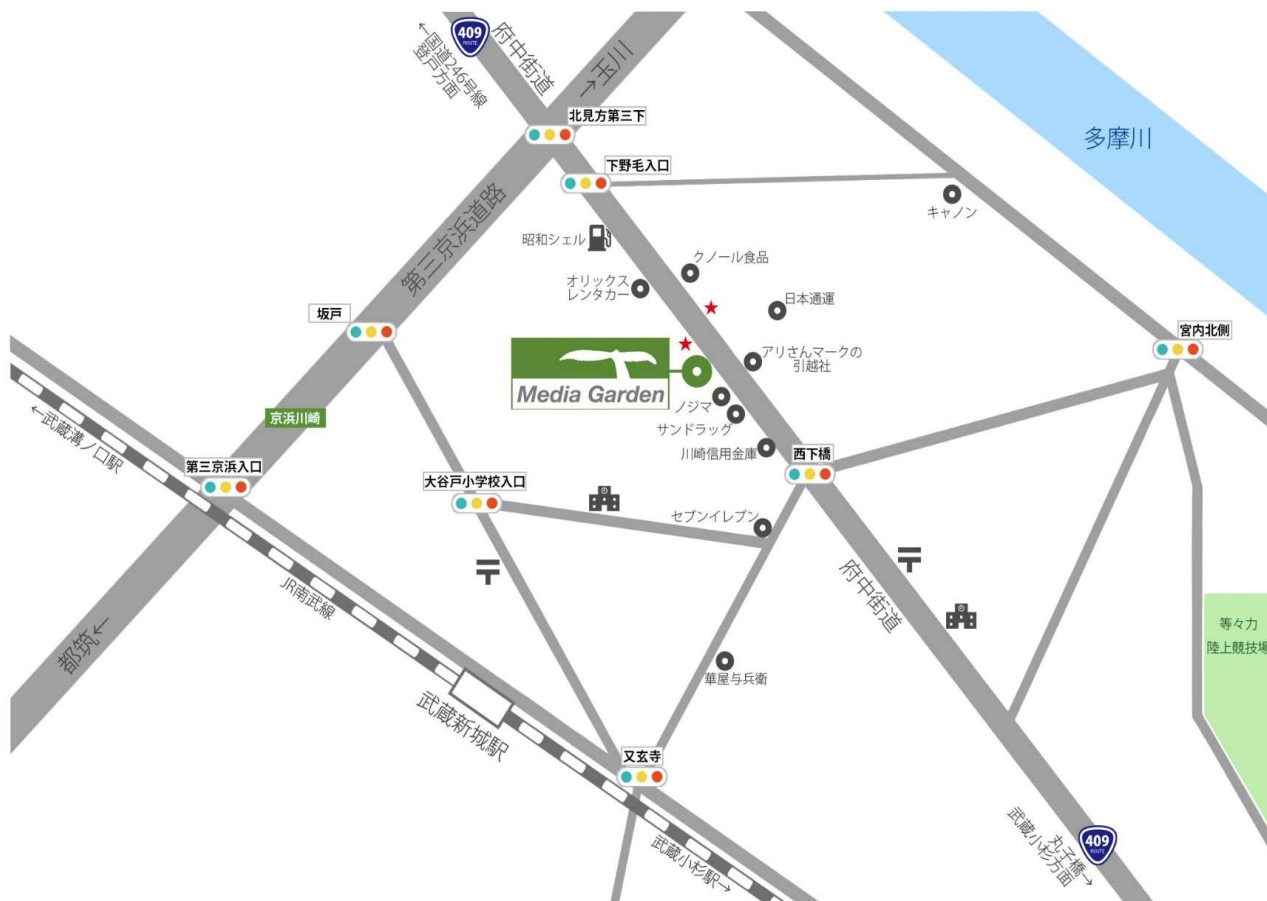 409
ROUTE
府中街道
←国道246号線
登戸方面
→玉川
北見方第三下
多摩川
下野毛入口
キャノン
第三京浜道路
昭和シェル
クノール食品
オリックス
レンタカー
日本通運
坂戸
宮内北側
アリさんマークの
引越社
Media Garden
ノジマ
サンドラッグ
京浜川崎
←武蔵溝ノ口駅
川崎信用金庫
西下橋
第三京浜入口
大谷戸小学校入口
セブンイレブン
JR南武線
府中街道
等々力
陸上競技場
都筑←
華屋与兵衛
武蔵新城駅
又玄寺
武蔵小杉駅→
丸子橋→
武蔵小杉方面
409
ROUTE